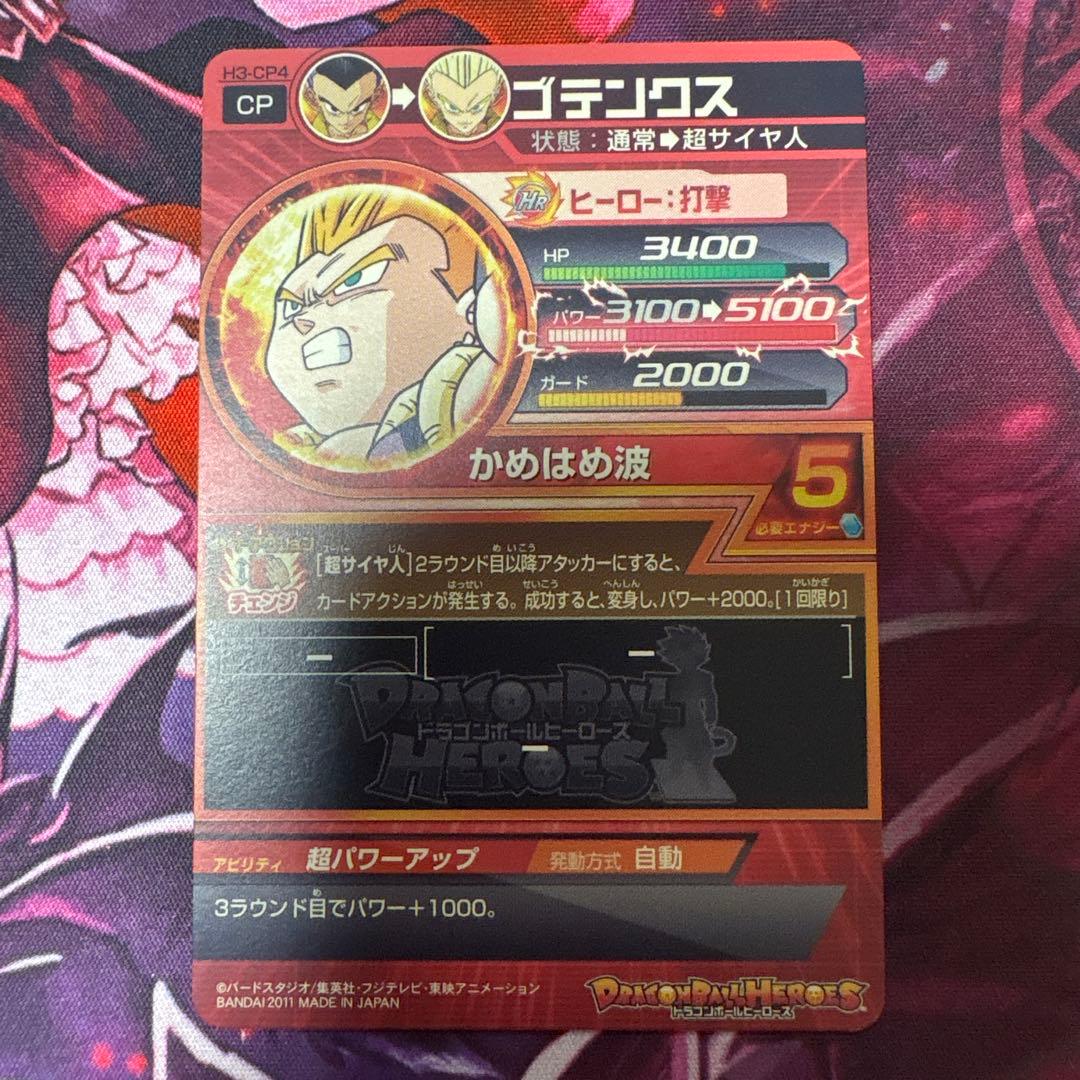 H3-CP4
CP
ゴテンクス
状態：通常➡超サイヤ人
HR ヒーロー：打撃
HP 3400
パワー 3100➡5100
ガード 2000
かめはめ波
5
必要エナジー
チェンジ
[超サイヤ人]2ラウンド目以降アタッカーにすると、
カードアクションが発生する。成功すると、変身し、パワー+2000。[1回限り]
ー
ー
DRAGON BALL
ドラゴンボールヒーローズ
HEROES
ー
アビリティ 超パワーアップ 発動方式 自動
3ラウンド目でパワー+1000。
©バードスタジオ/集英社・フジテレビ・東映アニメーション
BANDAI 2011 MADE IN JAPAN
DRAGON BALL HEROES
ドラゴンボールヒーローズ